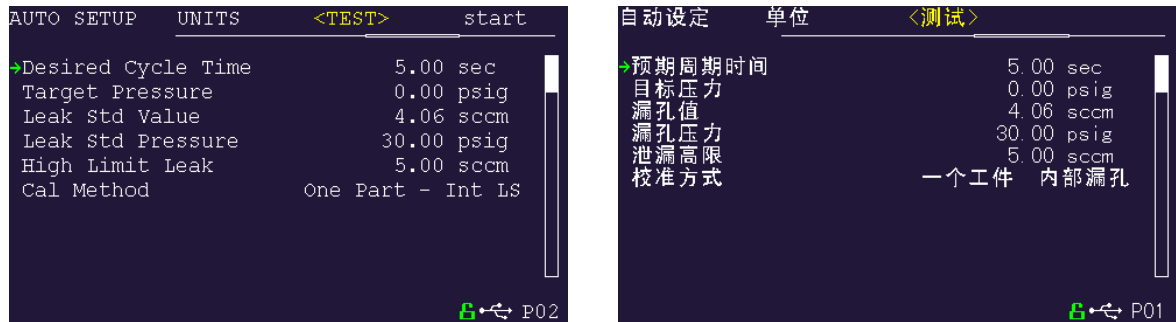 AUTO SETUP UNITS <TEST> start
→Desired Cycle Time 5.00 sec
Target Pressure 0.00 psig
Leak Std Value 4.06 sccm
Leak Std Pressure 30.00 psig
High Limit Leak 5.00 sccm
Cal Method One Part - Int LS
P02
自动设定 单位 <测试>
→预期周期时间 5.00 sec
目标压力 0.00 psig
漏孔值 4.06 sccm
漏孔压力 30.00 psig
泄漏高限 5.00 sccm
校准方式 一个工件 内部漏孔
P01